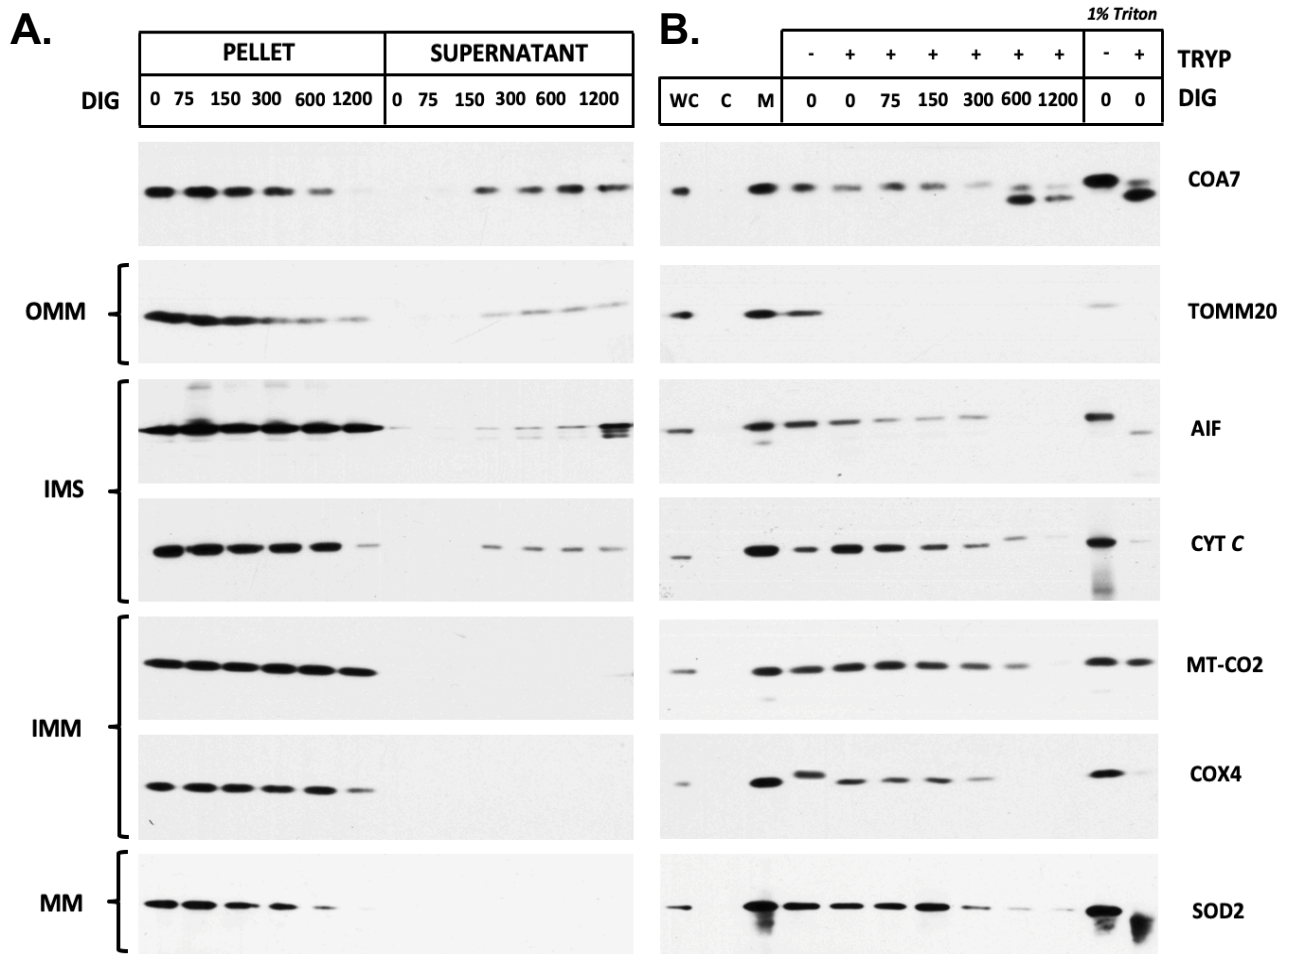 A.
PELLET SUPERNATANT
DIG 0 75 150 300 600 1200 0 75 150 300 600 1200
OMM
IMS
IMM
MM
B.
1% Triton
- + + + + + + - + TRYP
WC C M 0 0 75 150 300 600 1200 0 0 DIG
COA7
TOMM20
AIF
CYT C
MT-CO2
COX4
SOD2